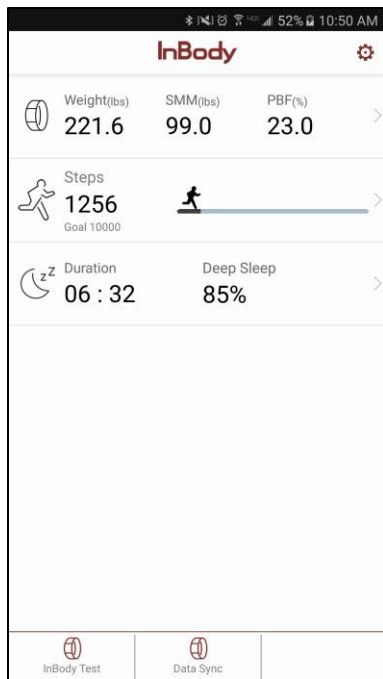 52% 10:50 AM
InBody
Weight(lbs) SMM(lbs) PBF(%)
221.6 99.0 23.0
Steps
1256
Goal 10000
zZ Duration Deep Sleep
06 : 32 85%
InBody Test Data Sync